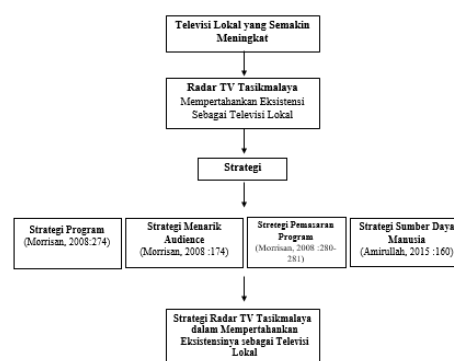 Televisi Lokal yang Semakin
Meningkat
Radar TV Tasikmalaya
Mempertahankan Eksistensi
Sebagai Televisi Lokal
Strategi
Strategi Program
(Morrisan, 2008:274)
Strategi Menarik
Audience
(Morrisan, 2008 :174)
Stretegi Pemasaran
Program
(Morrisan, 2008 :280-
281)
Strategi Sumber Daya
Manusia
(Amirullah, 2015 :160)
Strategi Radar TV Tasikmalaya
dalam Mempertahankan
Eksistensinya sebagai Televisi
Lokal